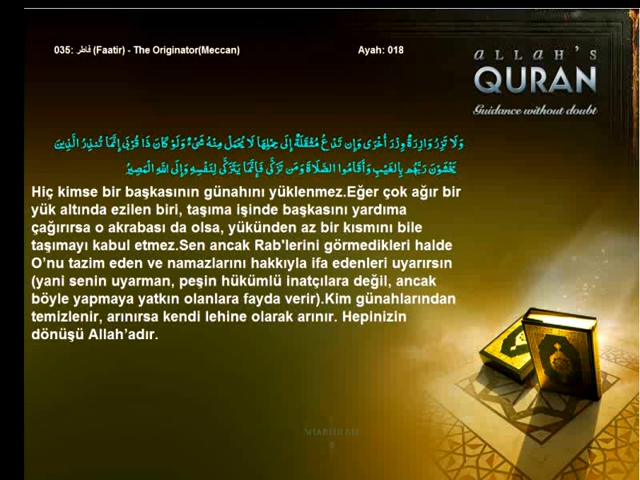 035: فاطر (Faatir) - The Originator(Meccan)
Ayah: 018
ALLAH'S
QURAN
Guidance without doubt
وَلَا تَزِرُ وَازِرَةٌ وِزْرَ أُخْرَى وَإِن تَدْعُ مُثْقَلَةٌ إِلَى حِمْلِهَا لَا يُحْمَلْ مِنْهُ شَيْءٌ وَلَوْ كَانَ ذَا قُرْبَى إِنَّمَا تُنذِرُ الَّذِينَ
يَخْشَوْنَ رَبَّهُم بِالْغَيْبِ وَأَقَامُوا الصَّلَاةَ وَمَن تَزَكَّى فَإِنَّمَا يَتَزَكَّى لِنَفْسِهِ وَإِلَى اللَّهِ الْمَصِيرُ
Hiç kimse bir başkasının günahını yüklenmez.Eğer çok ağır bir
yük altında ezilen biri, taşıma işinde başkasını yardıma
çağırırsa o akrabası da olsa, yükünden az bir kısmını bile
taşımayı kabul etmez.Sen ancak Rab'lerini görmedikleri halde
O’nu tazim eden ve namazlarını hakkıyla ifa edenleri uyarırsın
(yani senin uyarman, peşin hükümlü inatçılara değil, ancak
böyle yapmaya yatkın olanlara fayda verir).Kim günahlarından
temizlenir, arınırsa kendi lehine olarak arınır. Hepinizin
dönüşü Allah’adır.